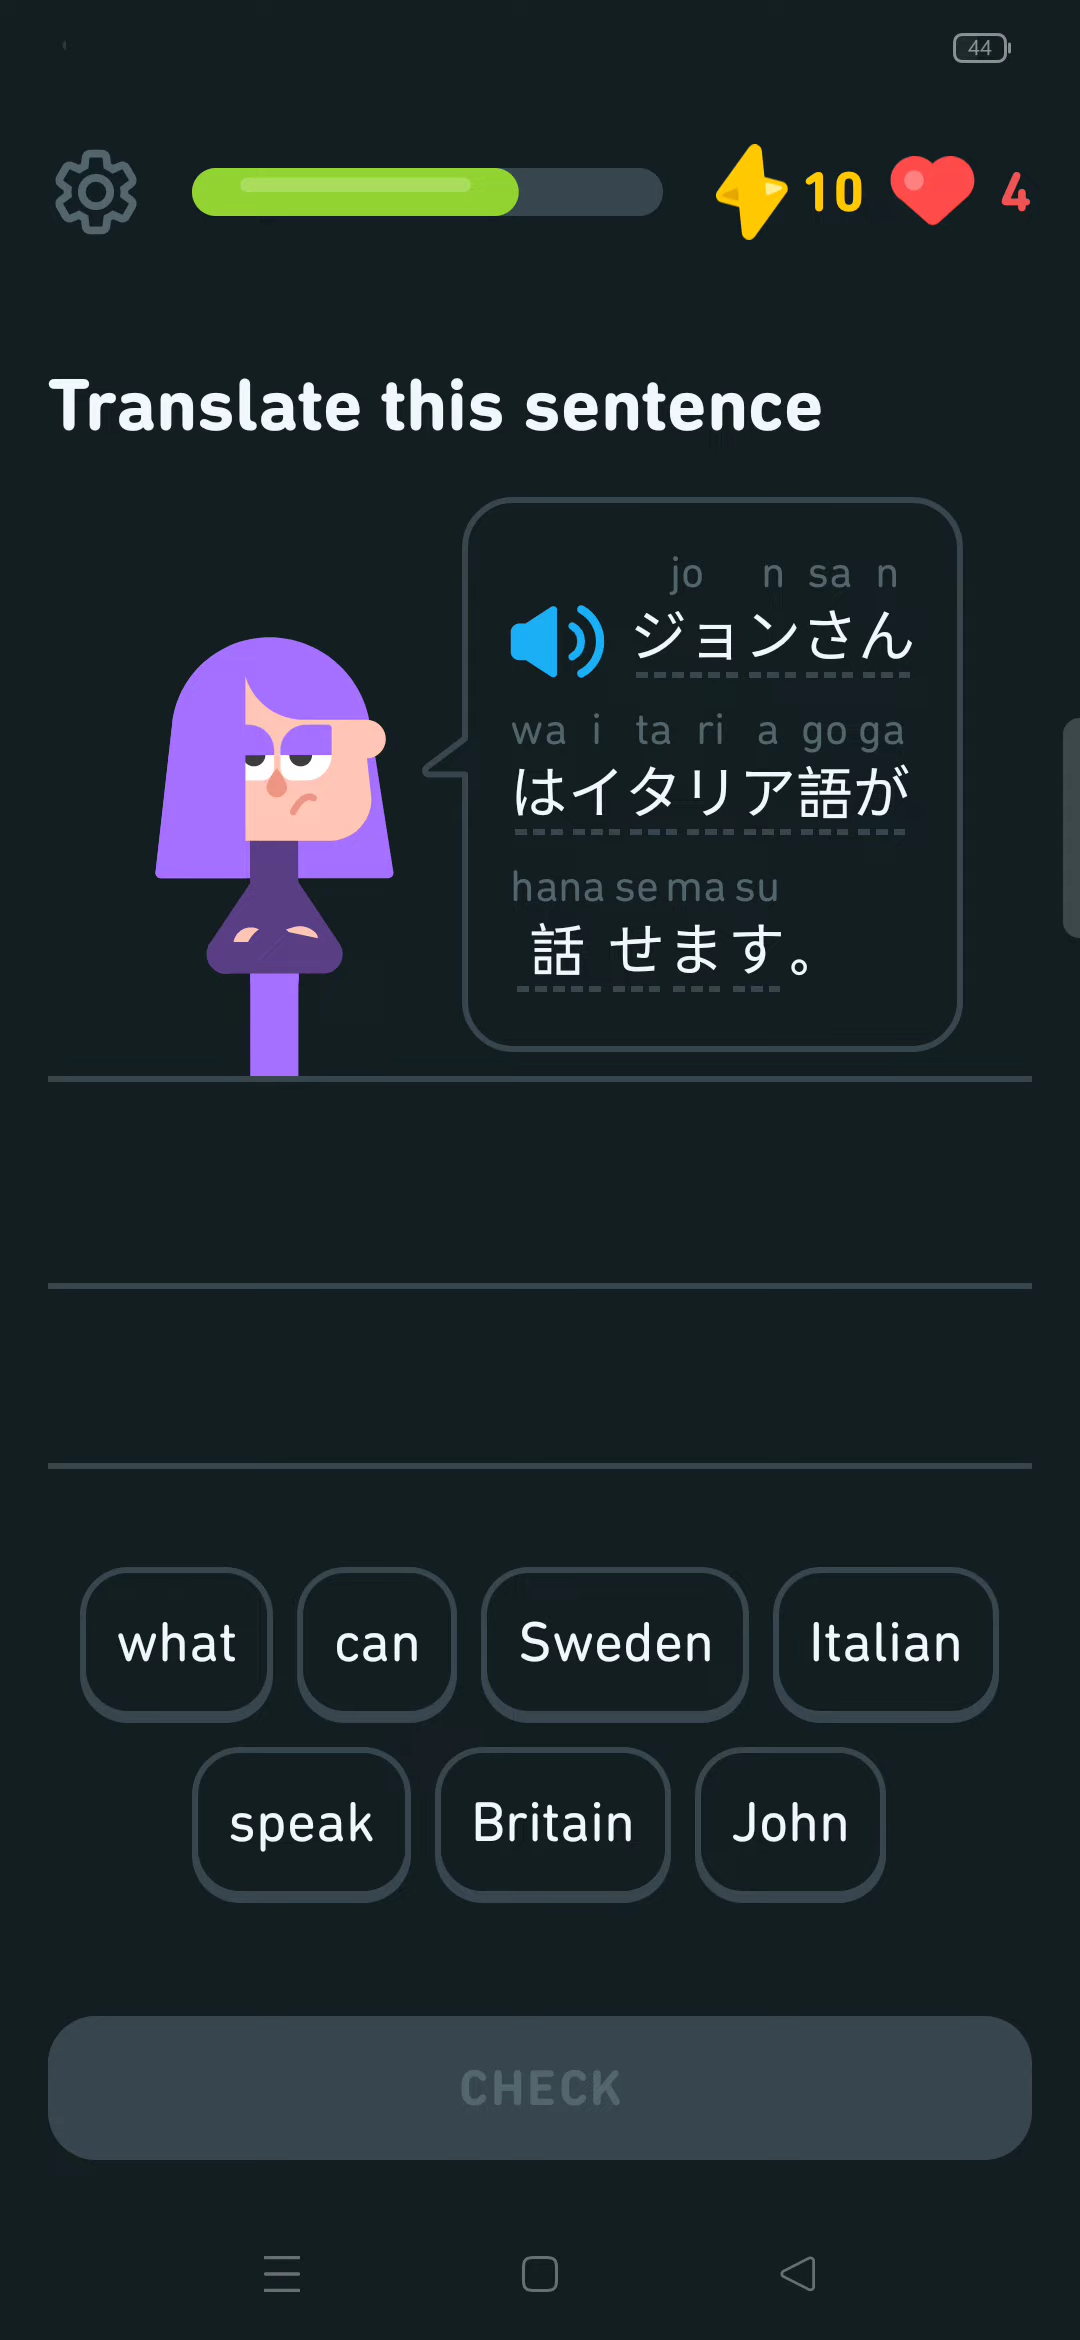 44
10 4
Translate this sentence
jo n sa n
ジョンさん
wa i ta ri a go ga
はイタリア語が
hana se ma su
話せます。
what can Sweden Italian
speak Britain John
CHECK